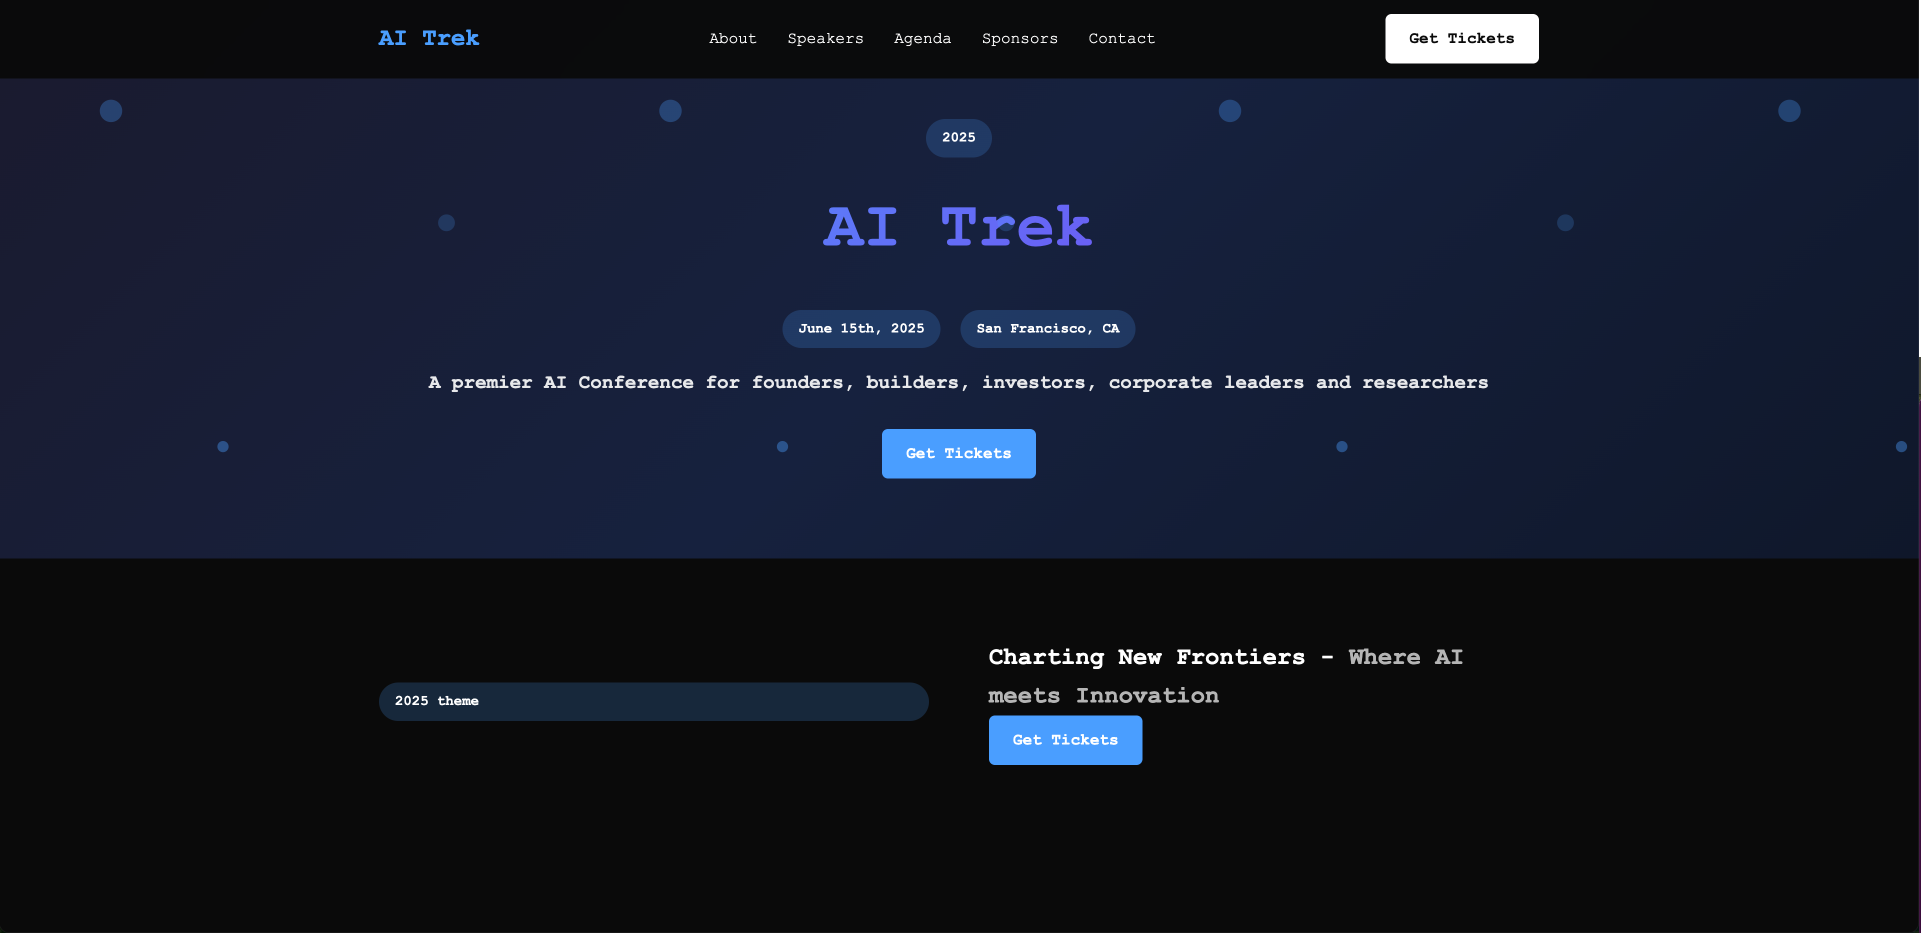 AI Trek
About
Speakers
Agenda
Sponsors
Contact
Get Tickets
2025
AI Trek
June 15th, 2025
San Francisco, CA
A premier AI Conference for founders, builders, investors, corporate leaders and researchers
Get Tickets
2025 theme
Charting New Frontiers - Where AI
meets Innovation
Get Tickets